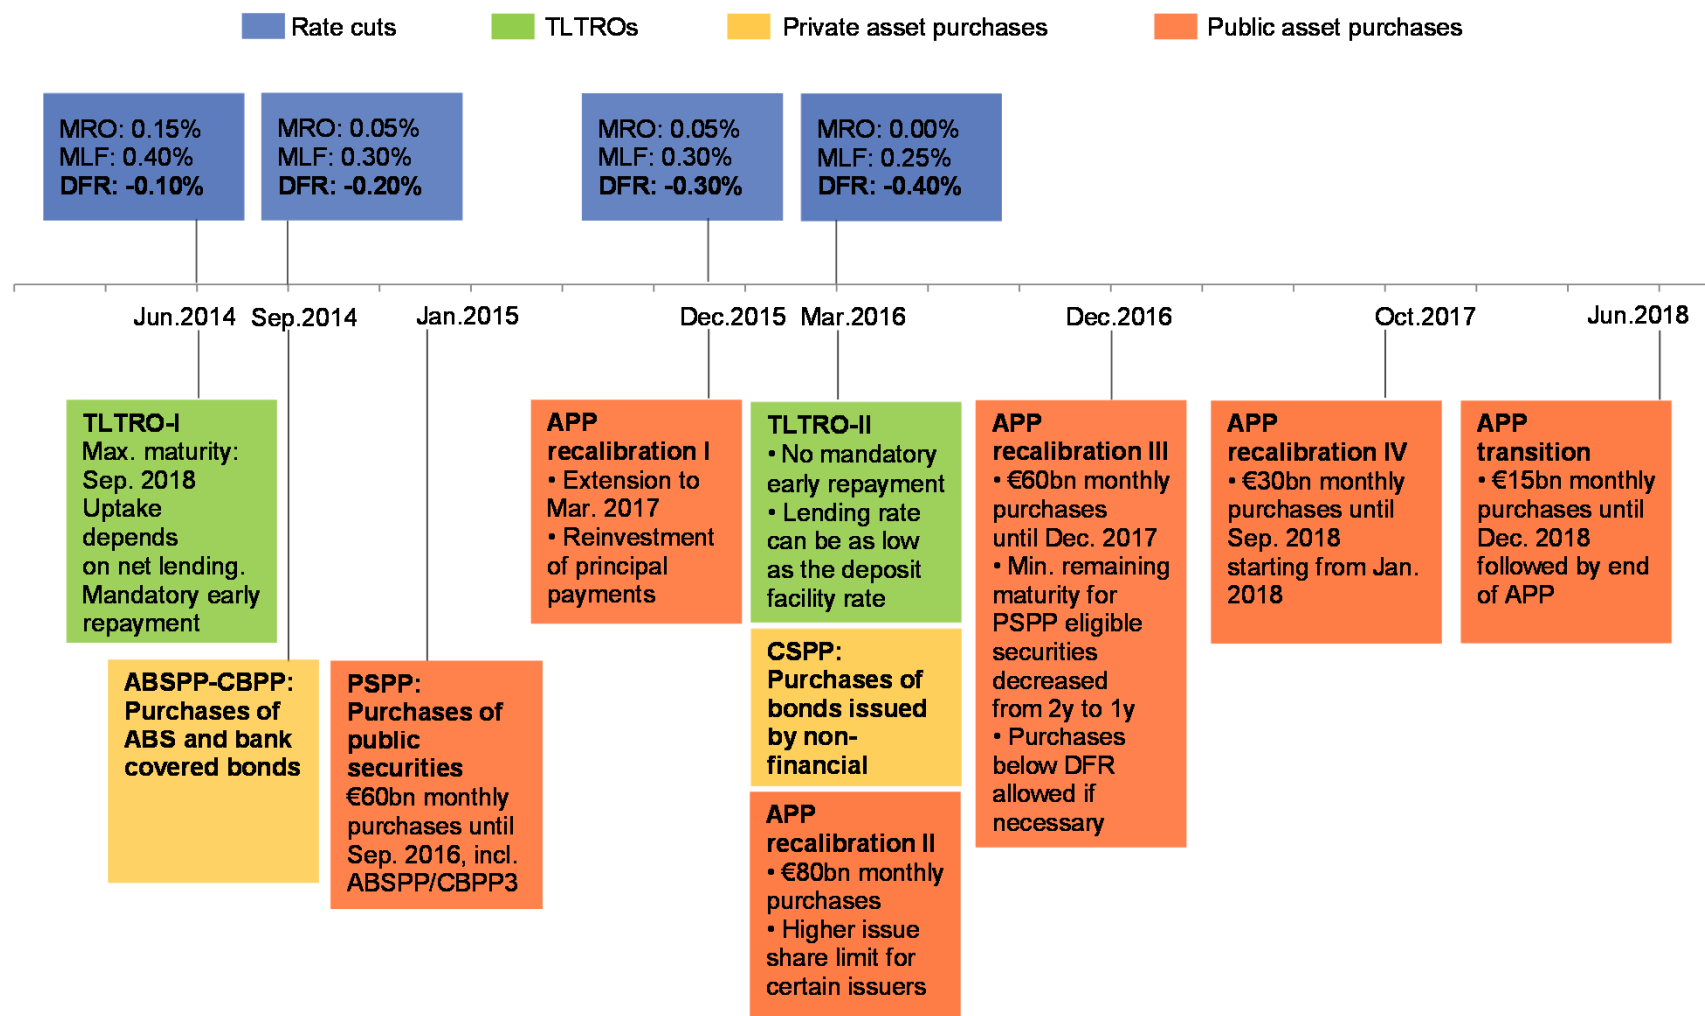 Rate cuts
TLTROs
Private asset purchases
Public asset purchases
MRO: 0.15%
MLF: 0.40%
DFR: -0.10%
MRO: 0.05%
MLF: 0.30%
DFR: -0.20%
MRO: 0.05%
MLF: 0.30%
DFR: -0.30%
MRO: 0.00%
MLF: 0.25%
DFR: -0.40%
Jun.2014
Sep.2014
Jan.2015
Dec.2015
Mar.2016
Dec.2016
Oct.2017
Jun.2018
TLTRO-I
Max. maturity:
Sep. 2018
Uptake
depends
on net lending.
Mandatory early
repayment
ABSPP-CBPP:
Purchases of
ABS and bank
covered bonds
PSPP:
Purchases of
public
securities
€60bn monthly
purchases until
Sep. 2016, incl.
ABSPP/CBPP3
APP
recalibration I
• Extension to
Mar. 2017
• Reinvestment
of principal
payments
TLTRO-II
• No mandatory
early repayment
• Lending rate
can be as low
as the deposit
facility rate
CSPP:
Purchases of
bonds issued
by non-
financial
APP
recalibration II
• €80bn monthly
purchases
• Higher issue
share limit for
certain issuers
APP
recalibration III
• €60bn monthly
purchases
until Dec. 2017
• Min. remaining
maturity for
PSPP eligible
securities
decreased
from 2y to 1y
• Purchases
below DFR
allowed if
necessary
APP
recalibration IV
• €30bn monthly
purchases until
Sep. 2018
starting from Jan.
2018
APP
transition
• €15bn monthly
purchases until
Dec. 2018
followed by end
of APP